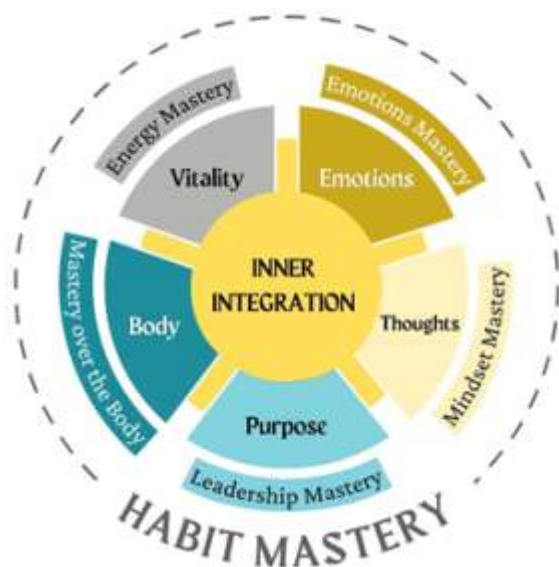 Energy Mastery
Emotions Mastery
Vitality
Emotions
INNER
INTEGRATION
Mastery over the Body
Body
Thoughts
Mindset Mastery
Purpose
Leadership Mastery
HABIT MASTERY